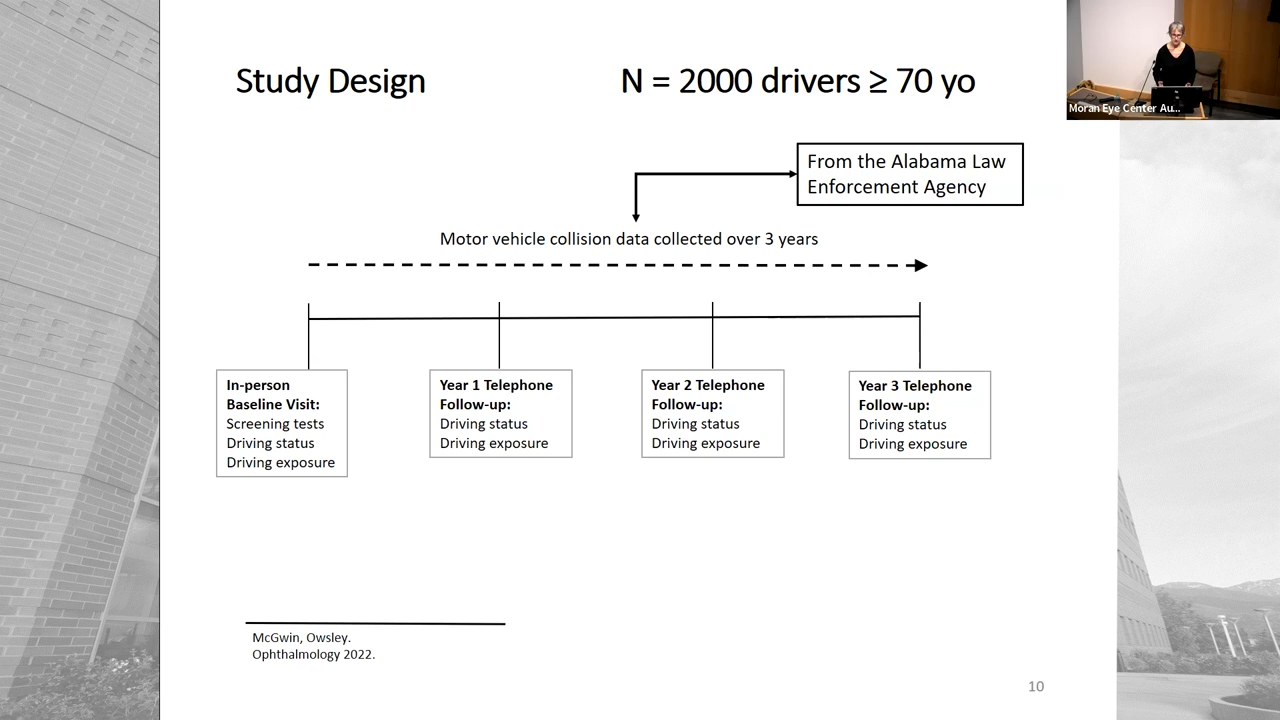 Study Design
N = 2000 drivers ≥ 70 yo
Moran Eye Center Au...
From the Alabama Law
Enforcement Agency
Motor vehicle collision data collected over 3 years
In-person
Baseline Visit:
Screening tests
Driving status
Driving exposure
Year 1 Telephone
Follow-up:
Driving status
Driving exposure
Year 2 Telephone
Follow-up:
Driving status
Driving exposure
Year 3 Telephone
Follow-up:
Driving status
Driving exposure
McGwin, Owsley.
Ophthalmology 2022.
10